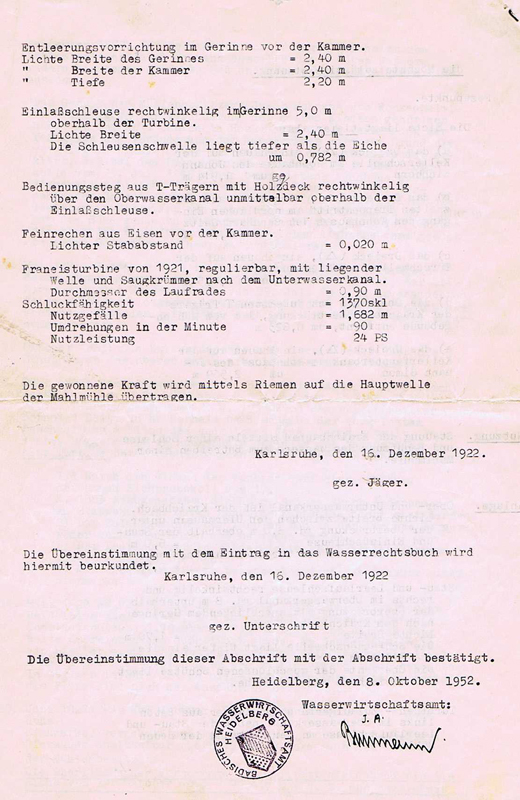 Entleerungsvorrichtung im Gerinne vor der Kammer.
Lichte Breite des Gerinnes = 2,40 m
" Breite der Kammer = 2,40 m
" Tiefe 2,20 m
Einlaßschleuse rechtwinkelig im Gerinne 5,0 m
oberhalb der Turbine.
Lichte Breite = 2,40 m
Die Schleusenschwelle liegt tiefer als die Eiche
um 0,782 m
ge
Bedienungssteg aus T-Trägern mit Holzdeck rechtwinkelig
über den Oberwasserkanal unmittelbar oberhalb der
Einlaßschleuse.
Feinrechen aus Eisen vor der Kammer.
Lichter Stababstand = 0,020 m
Franeisturbine von 1921, regulierbar, mit liegender
Welle und Saugkrümmer nach dem Unterwasserkanal.
Durchmesser des Laufrades = 0,90 m
Schluckfähigkeit = 1370skl
Nutzgefälle = 1,682 m
Umdrehungen in der Minute = 90
Nutzleistung 24 PS
Die gewonnene Kraft wird mittels Riemen auf die Hauptwelle
der Mahlmühle übertragen.
Karlsruhe, den 16. Dezember 1922.
gez. Jäger.
Die Übereinstimmung mit dem Eintrag in das Wasserrechtsbuch wird
hiermit beurkundet.
Karlsruhe, den 16. Dezember 1922
gez. Unterschrift
Die Übereinstimmung dieser Abschrift mit der Abschrift bestätigt.
Heidelberg, den 8. Oktober 1952.
Wasserwirtschaftsamt:
J.A.
BADISCHES WASSERWIRTSCHAFTSAMT
HEIDELBERG